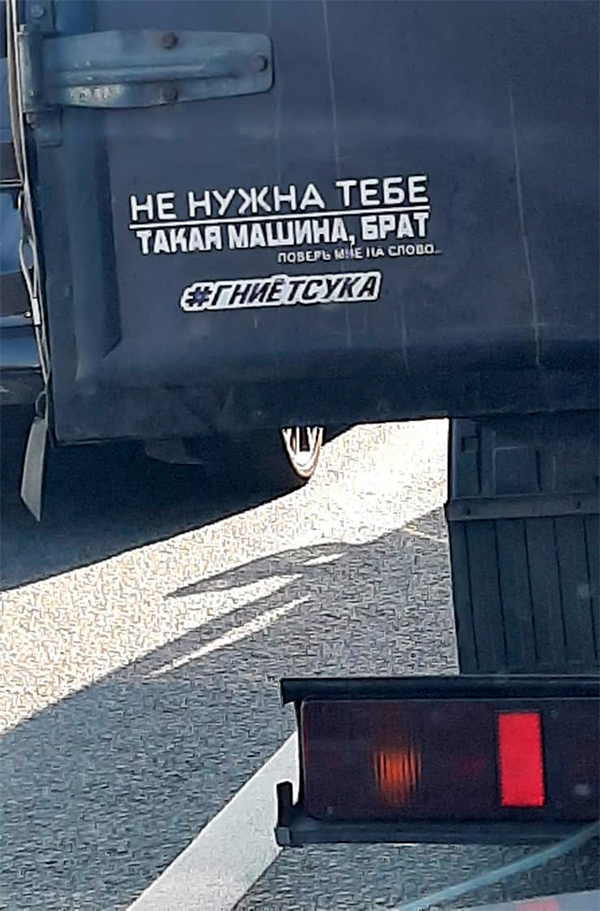 НЕ НУЖНА ТЕБЕ
ТАКАЯ МАШИНА, БРАТ
ПОВЕРЬ МНЕ НА СЛОВО...
#ГНИЁТСУКА